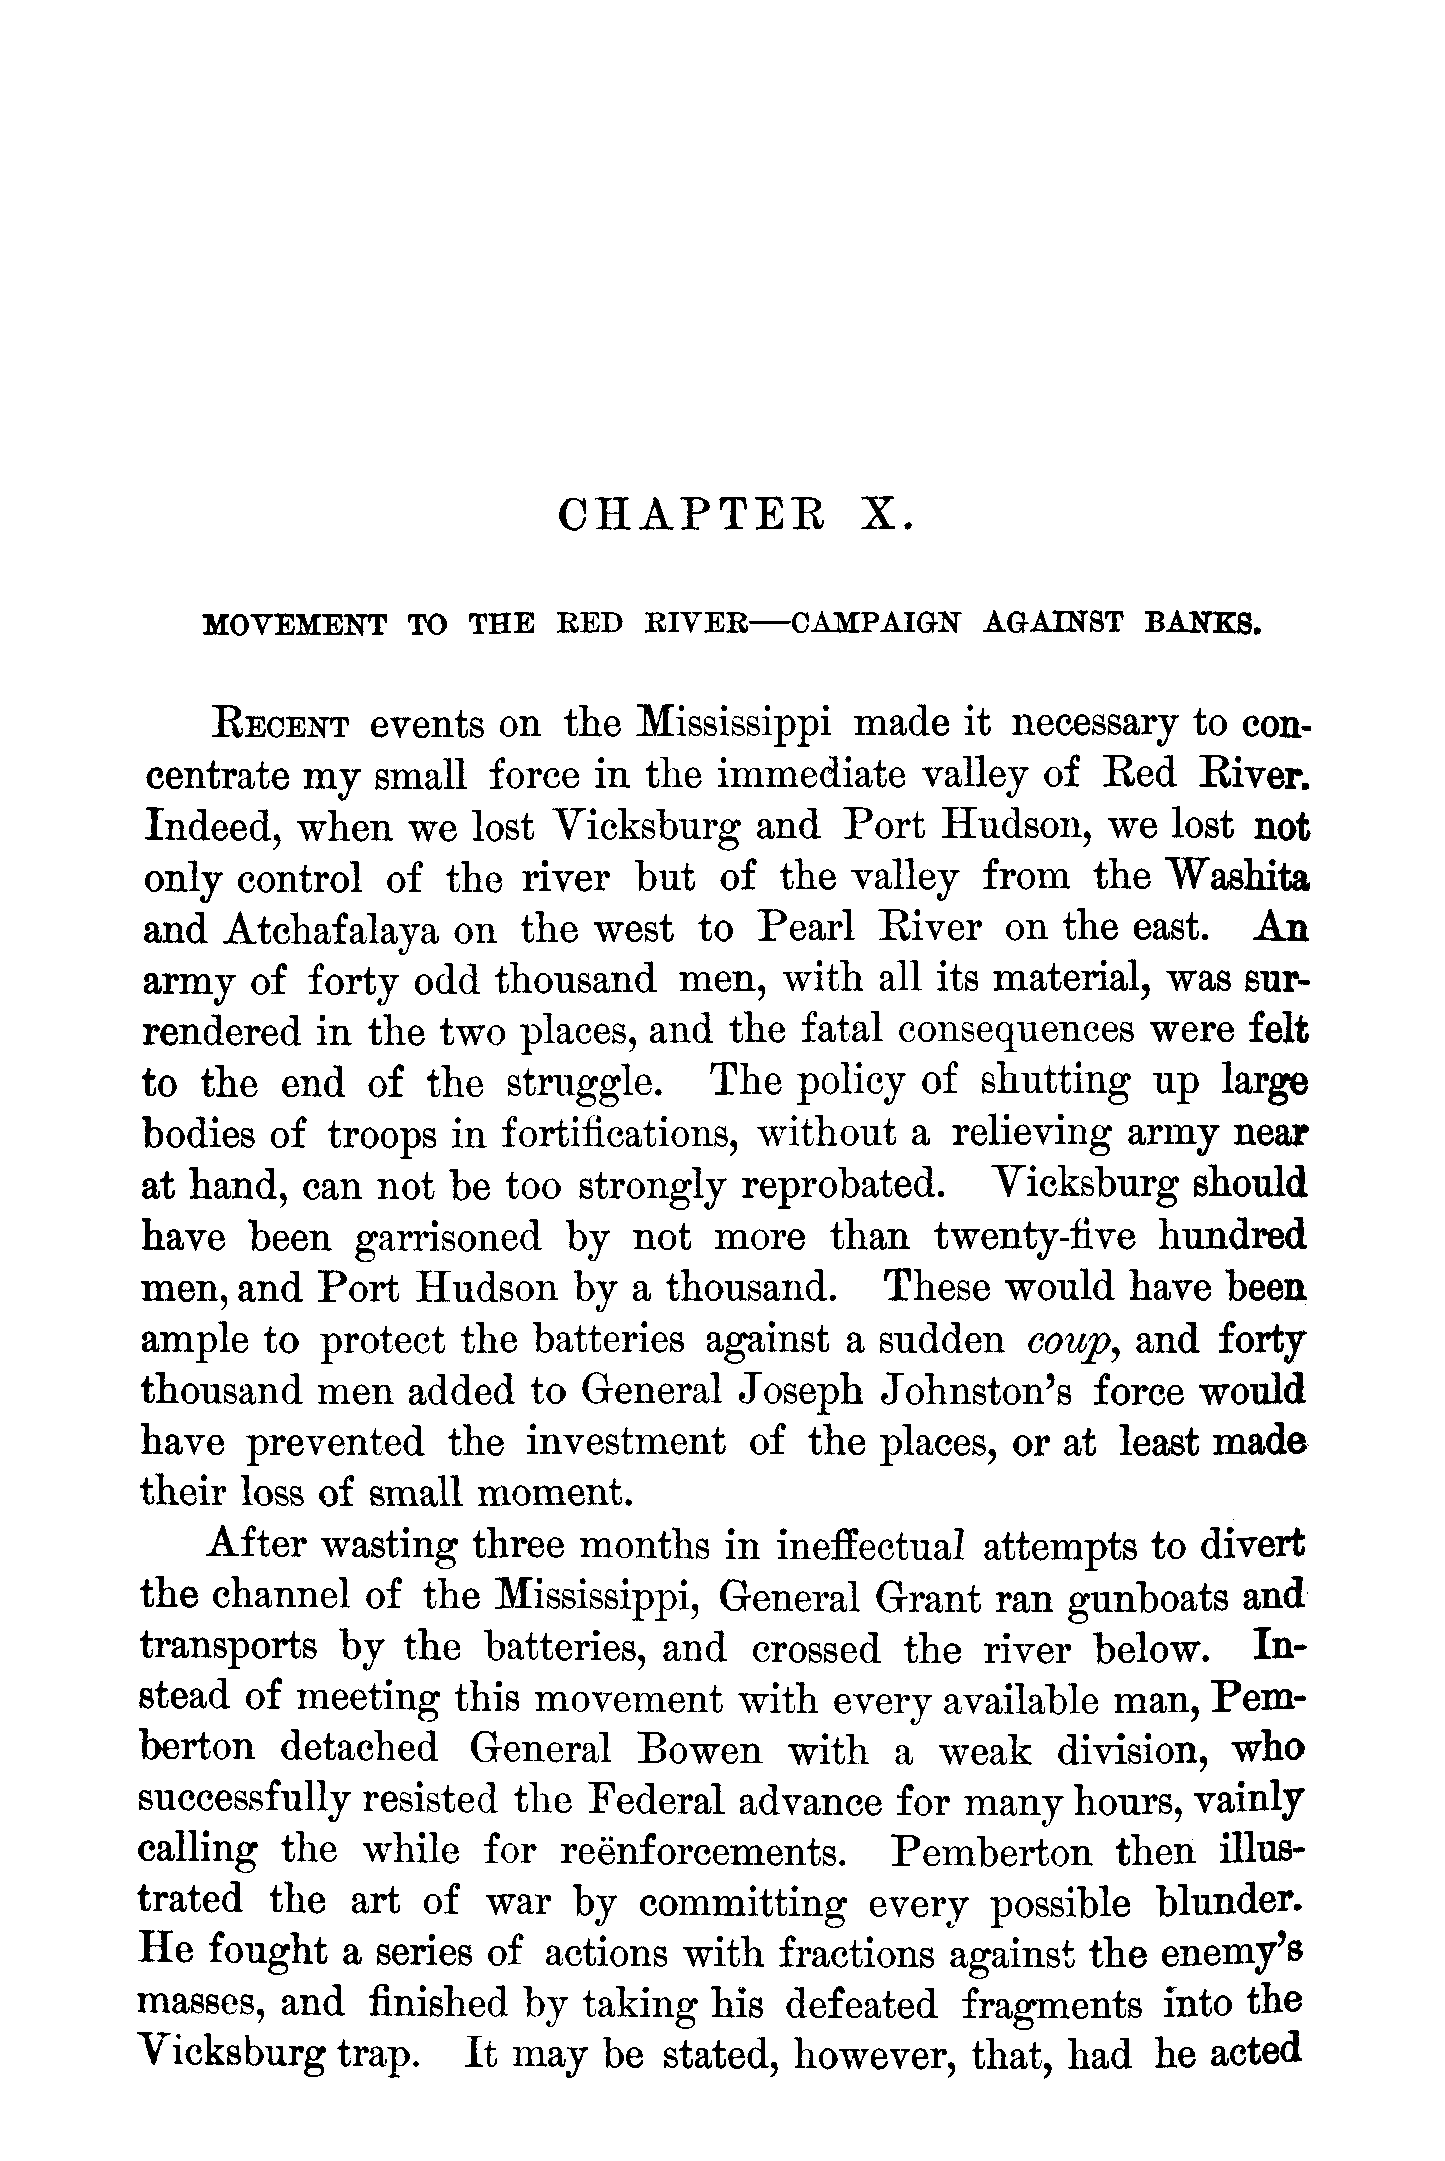 CHAPTER X.
MOVEMENT TO THE RED RIVER—CAMPAIGN AGAINST BANKS.
RECENT events on the Mississippi made it necessary to con-
centrate my small force in the immediate valley of Red River.
Indeed, when we lost Vicksburg and Port Hudson, we lost not
only control of the river but of the valley from the Washita
and Atchafalaya on the west to Pearl River on the east. An
army of forty odd thousand men, with all its material, was sur-
rendered in the two places, and the fatal consequences were felt
to the end of the struggle. The policy of shutting up large
bodies of troops in fortifications, without a relieving army near
at hand, can not be too strongly reprobated. Vicksburg should
have been garrisoned by not more than twenty-five hundred
men, and Port Hudson by a thousand. These would have been
ample to protect the batteries against a sudden coup, and forty
thousand men added to General Joseph Johnston's force would
have prevented the investment of the places, or at least made
their loss of small moment.
After wasting three months in ineffectual attempts to divert
the channel of the Mississippi, General Grant ran gunboats and
transports by the batteries, and crossed the river below. In-
stead of meeting this movement with every available man, Pem-
berton detached General Bowen with a weak division, who
successfully resisted the Federal advance for many hours, vainly
calling the while for reënforcements. Pemberton then illus-
trated the art of war by committing every possible blunder.
He fought a series of actions with fractions against the enemy's
masses, and finished by taking his defeated fragments into the
Vicksburg trap. It may be stated, however, that, had he acted